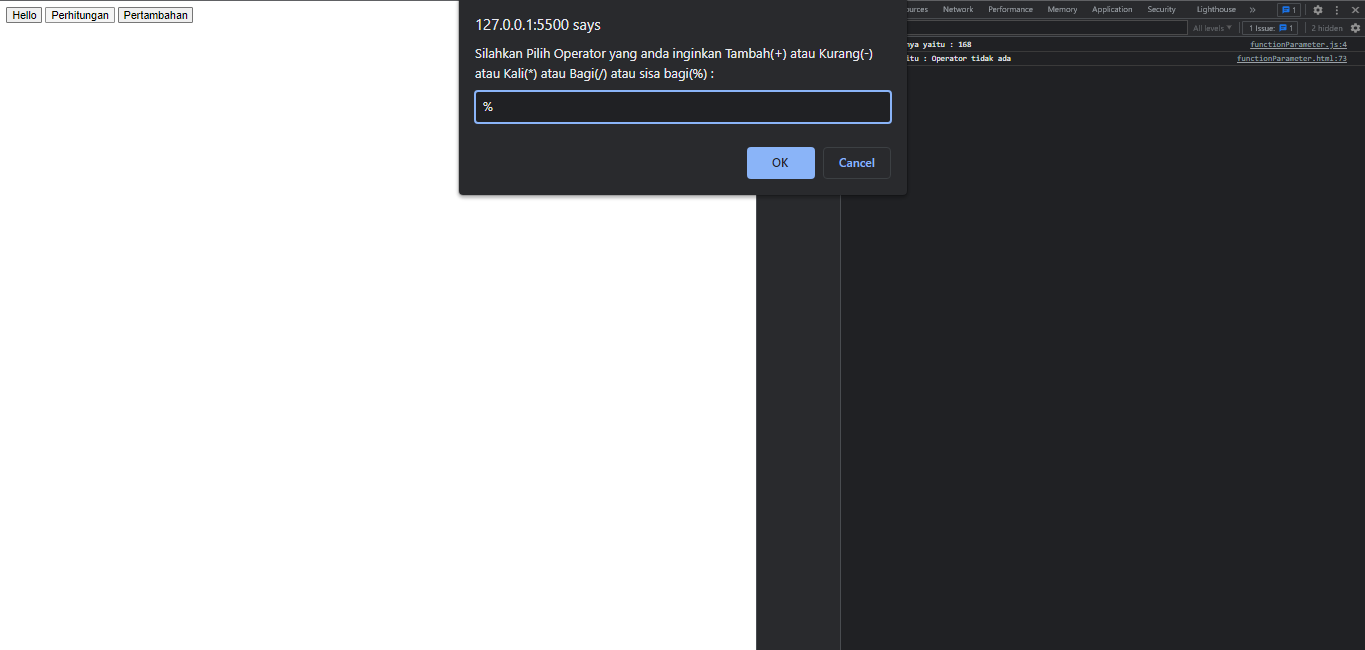 Hello Perhitungan Pertambahan
127.0.0.1:5500 says
Silahkan Pilih Operator yang anda inginkan Tambah(+) atau Kurang(-)
atau Kali(*) atau Bagi(/) atau sisa bagi(%) :
%
OK Cancel
Network Performance Memory Application Security Lighthouse » 1
All levels 1 Issue: 1 2 hidden
nya yaitu : 168 functionParameter.js:4
itu : Operator tidak ada functionParameter.html:73